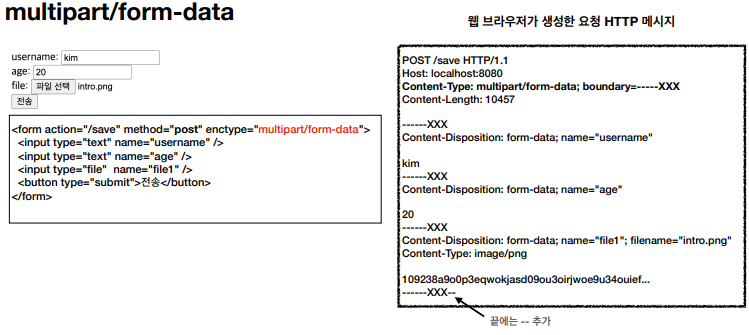 multipart/form-data
username: kim
age: 20
file: 파일 선택 intro.png
전송
<form action="/save" method="post" enctype="multipart/form-data">
<input type="text" name="username" />
<input type="text" name="age" />
<input type="file" name="file1" />
<button type="submit">전송</button>
</form>
웹 브라우저가 생성한 요청 HTTP 메시지
POST /save HTTP/1.1
Host: localhost:8080
Content-Type: multipart/form-data; boundary=-----XXX
Content-Length: 10457
------XXX
Content-Disposition: form-data; name="username"
kim
------XXX
Content-Disposition: form-data; name="age"
20
------XXX
Content-Disposition: form-data; name="file1"; filename="intro.png"
Content-Type: image/png
109238a9o0p3eqwokjasd09ou3oirjwoe9u34ouief...
------XXX--
끝에는 -- 추가